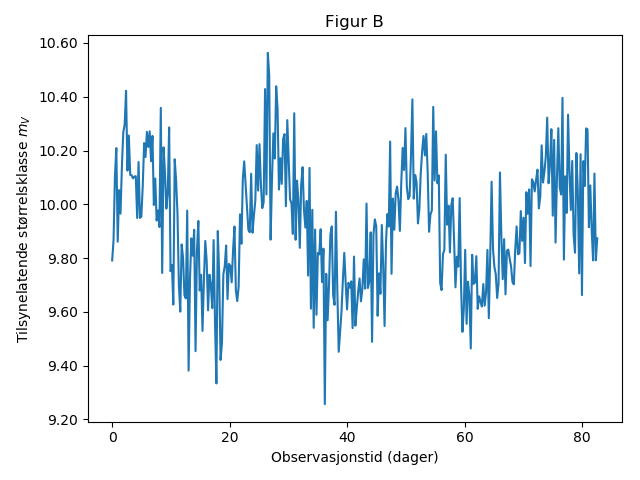 Figur B
Tilsynelatende størrelsklasse $m_V$
10.60
10.40
10.20
10.00
9.80
9.60
9.40
9.20
0 20 40 60 80
Observasjonstid (dager)